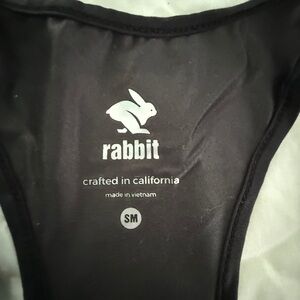 rabbit
crafted in california
made in vietnam
SM